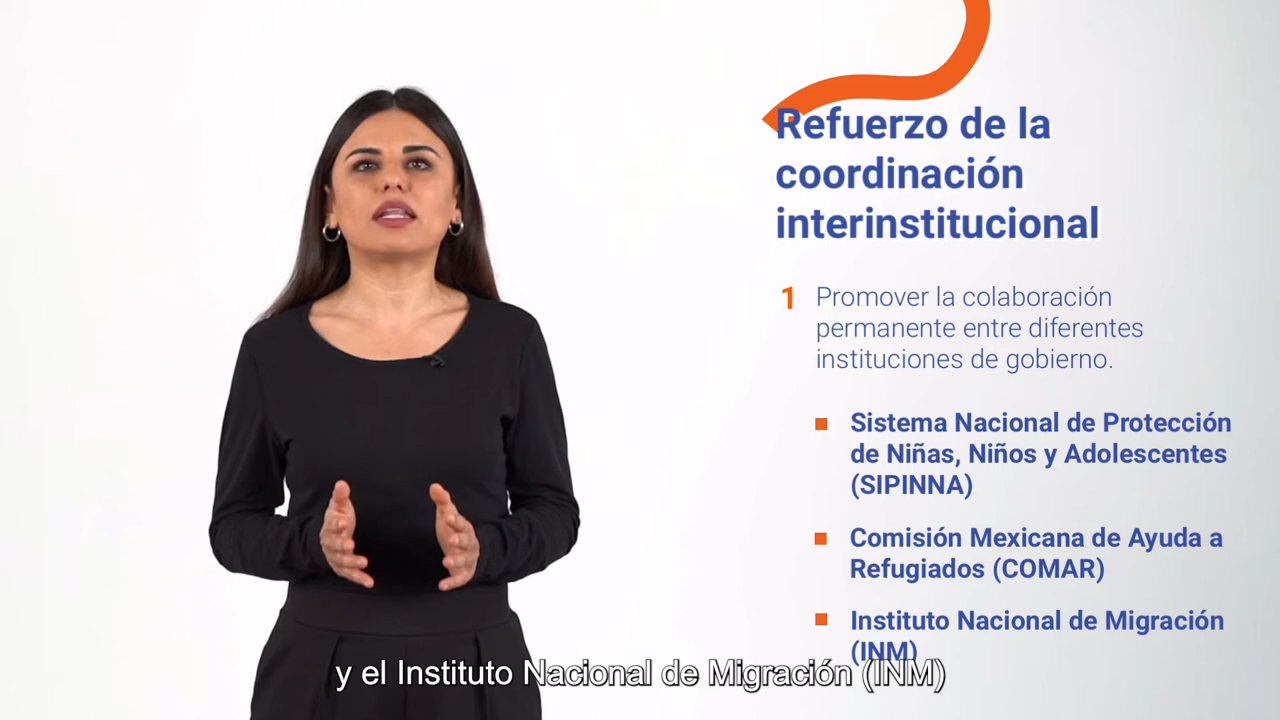 Refuerzo de la
coordinación
interinstitucional
1 Promover la colaboración
permanente entre diferentes
instituciones de gobierno.
Sistema Nacional de Protección
de Niñas, Niños y Adolescentes
(SIPINNA)
Comisión Mexicana de Ayuda a
Refugiados (COMAR)
Instituto Nacional de Migración
(INM)
y el Instituto Nacional de Migración (INM)